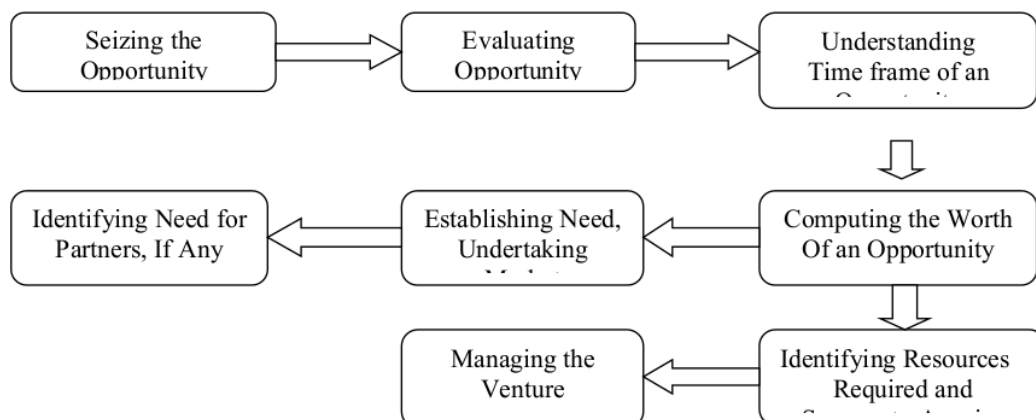 Seizing the
Opportunity
Evaluating
Opportunity
Understanding
Time frame of an
Identifying Need for
Partners, If Any
Establishing Need,
Undertaking
Computing the Worth
Of an Opportunity
Managing the
Venture
Identifying Resources
Required and